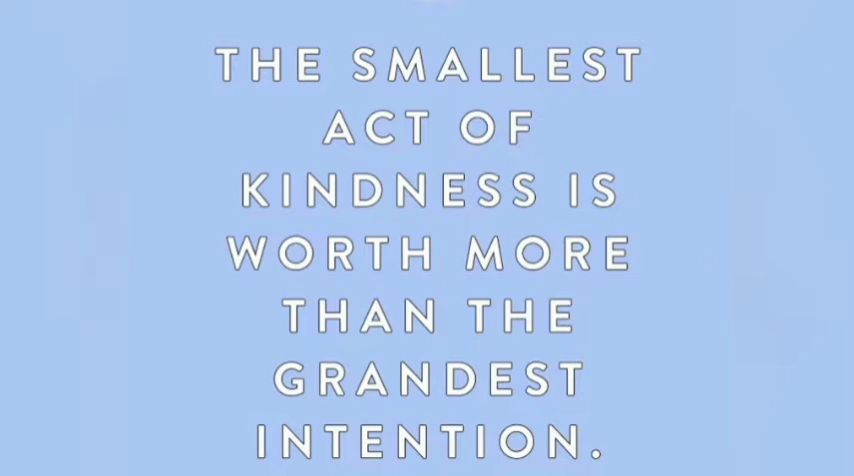 THE SMALLEST
ACT OF
KINDNESS IS
WORTH MORE
THAN THE
GRANDEST
INTENTION.